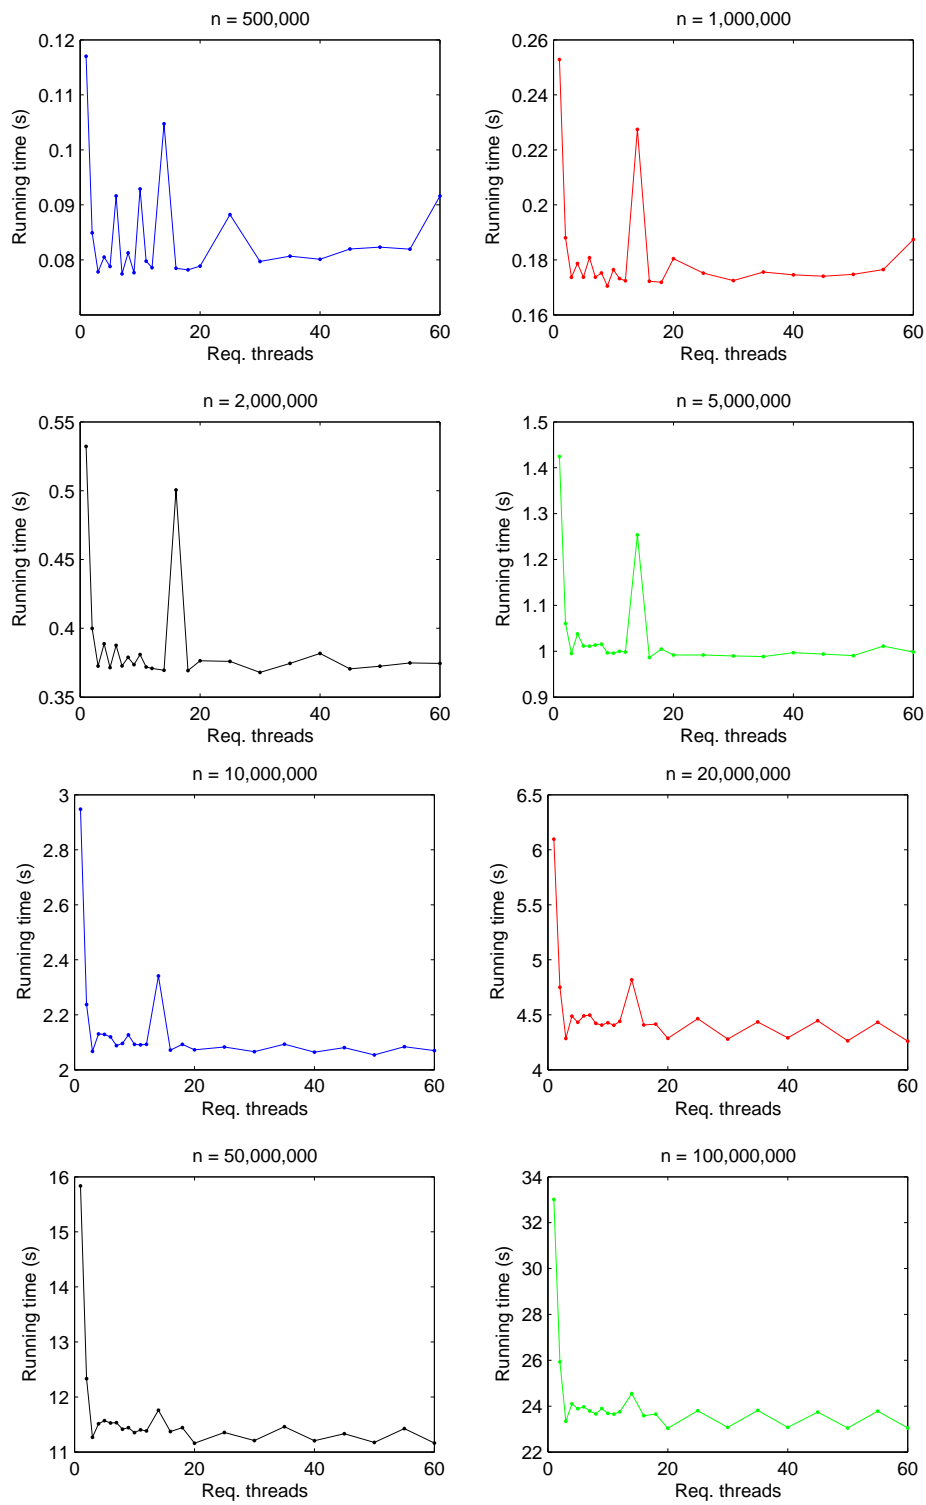 n = 500,000
0.12
0.11
0.1
0.09
0.08
0 20 40 60
Running time (s)
Req. threads
n = 1,000,000
0.26
0.24
0.22
0.2
0.18
0.16
0 20 40 60
Running time (s)
Req. threads
n = 2,000,000
0.55
0.5
0.45
0.4
0.35
0 20 40 60
Running time (s)
Req. threads
n = 5,000,000
1.5
1.4
1.3
1.2
1.1
1
0.9
0 20 40 60
Running time (s)
Req. threads
n = 10,000,000
3
2.8
2.6
2.4
2.2
2
0 20 40 60
Running time (s)
Req. threads
n = 20,000,000
6.5
6
5.5
5
4.5
4
0 20 40 60
Running time (s)
Req. threads
n = 50,000,000
16
15
14
13
12
11
0 20 40 60
Running time (s)
Req. threads
n = 100,000,000
34
32
30
28
26
24
22
0 20 40 60
Running time (s)
Req. threads